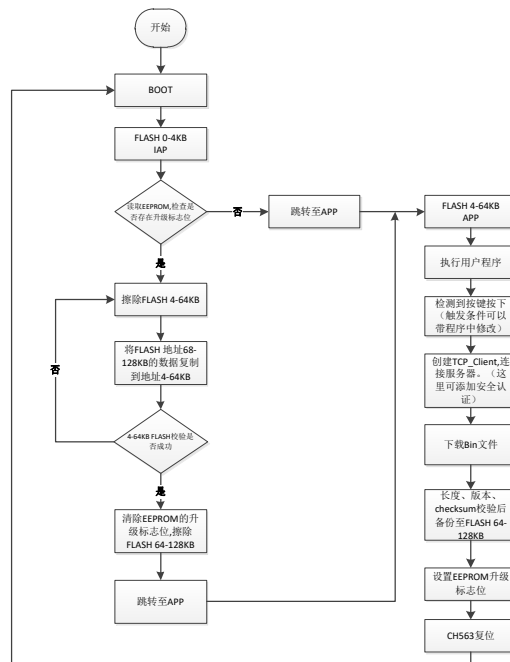 开始
BOOT
FLASH 0-4KB
IAP
读取EEPROM,检查是
否存在升级标志位
否
跳转至APP
是
擦除FLASH 4-64KB
将FLASH 地址68-
128KB的数据复制
到地址4-64KB
否
4-64KB FLASH校验是
否成功
是
清除EEPROM的升
级标志位,擦除
FLASH 64-128KB
跳转至APP
FLASH 4-64KB
APP
执行用户程序
检测到按键按下
（触发条件可以
带程序中修改）
创建TCP_Client,连
接服务器。（这
里可添加安全认
证）
下载Bin文件
长度、版本、
checksum校验后
备份至FLASH 64-
128KB
设置EEPROM升级
标志位
CH563复位